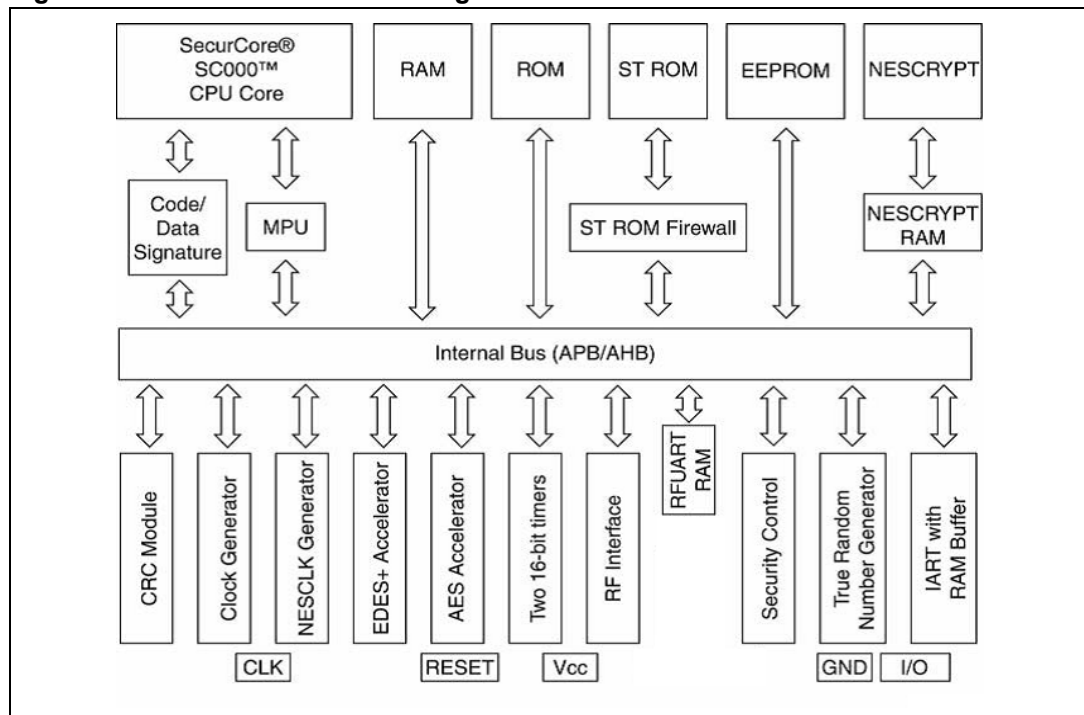 SecurCore®
SC000™
CPU Core
RAM
ROM
ST ROM
EEPROM
NESCRYPT
Code/
Data
Signature
MPU
ST ROM Firewall
NESCRYPT
RAM
Internal Bus (APB/AHB)
CRC Module
Clock Generator
NESCLK Generator
EDES+ Accelerator
AES Accelerator
Two 16-bit timers
RF Interface
RFUART
RAM
Security Control
True Random
Number Generator
IART with
RAM Buffer
CLK
RESET
Vcc
GND
I/O